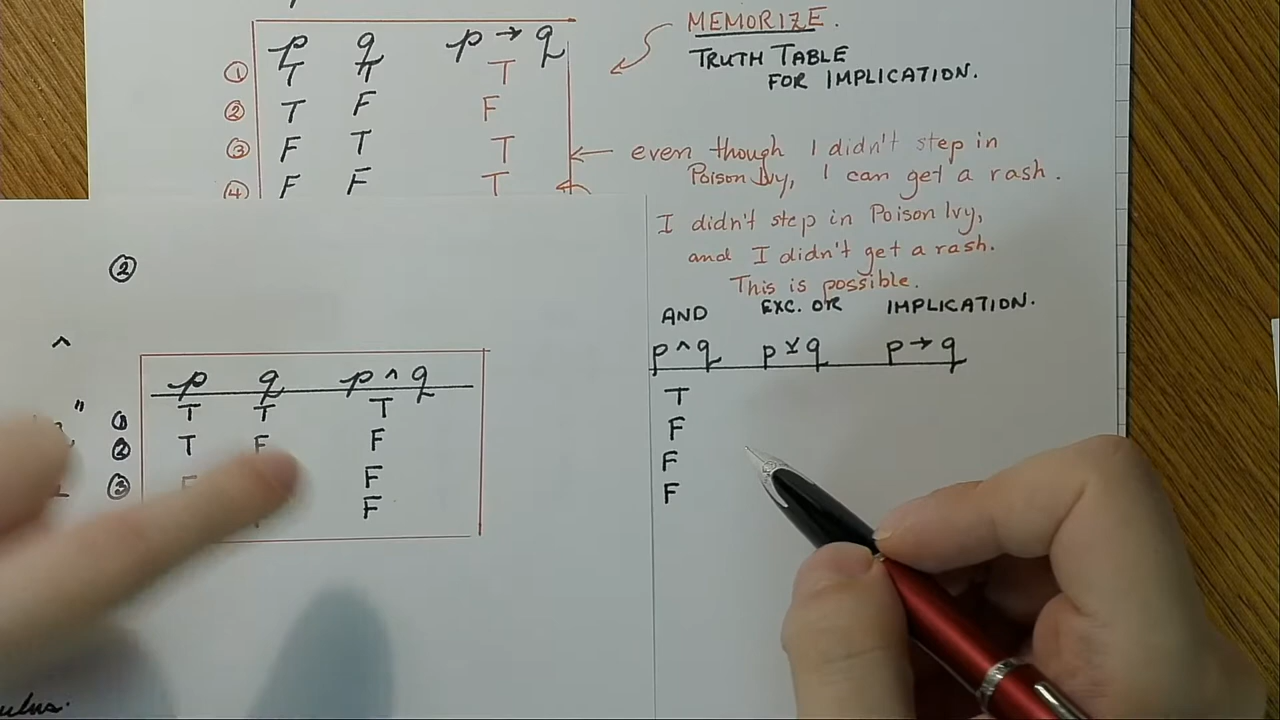 p q p → q
① T T T
② T F F
③ F T T
④ F F T
MEMORIZE.
TRUTH TABLE
FOR IMPLICATION.
even though I didn't step in
Poison Ivy, I can get a rash.
I didn't step in Poison Ivy,
and I didn't get a rash.
This is possible.
②
^
p q p ^ q
① T T T
② T F F
③ F F
F
AND EXC. OR IMPLICATION.
p ^ q p ⊻ q p → q
T
F
F
F